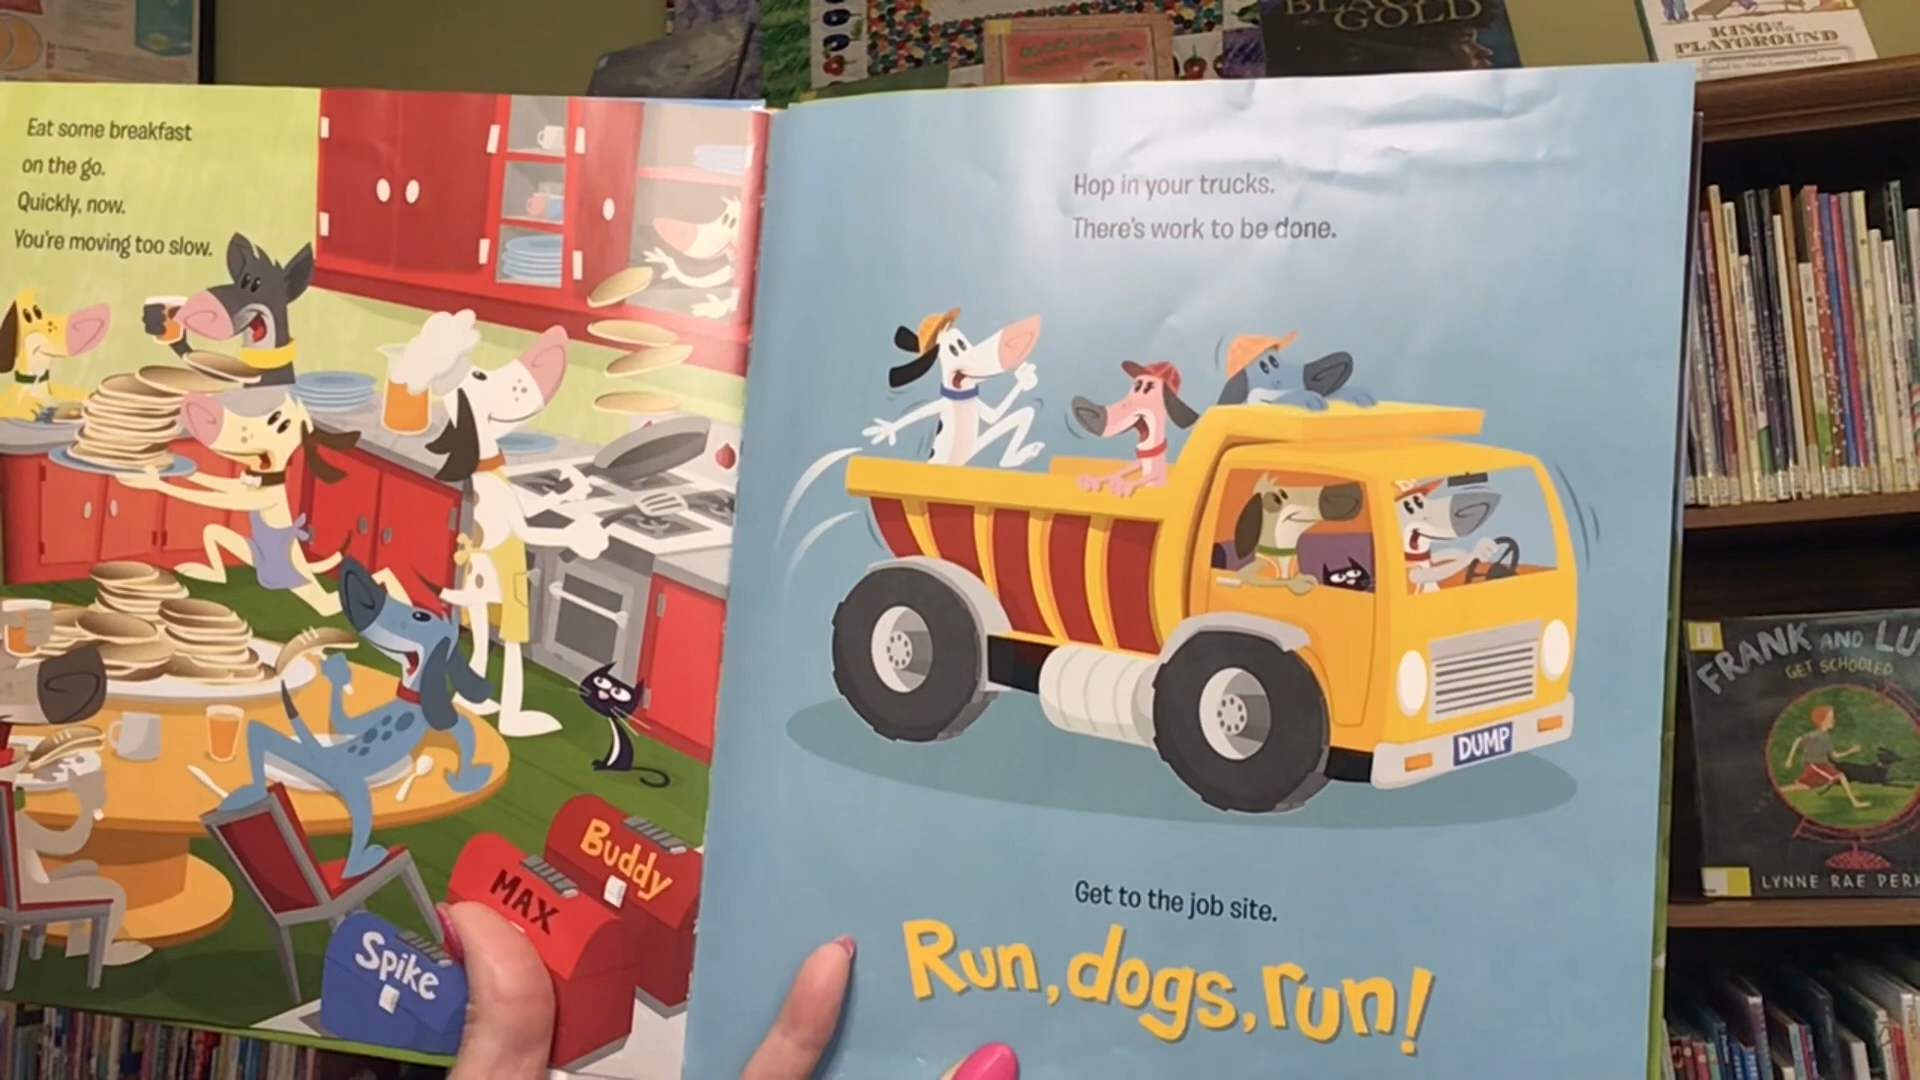 BLACK
GOLD
KING OF THE
PLAYGROUND
Eat some breakfast
on the go.
Quickly, now.
You're moving too slow.
Buddy
MAX
Spike
Hop in your trucks.
There's work to be done.
DUMP
Get to the job site.
Run, dogs, run!
FRANK AND LU
GET SCHOOLED
LYNNE RAE PERK